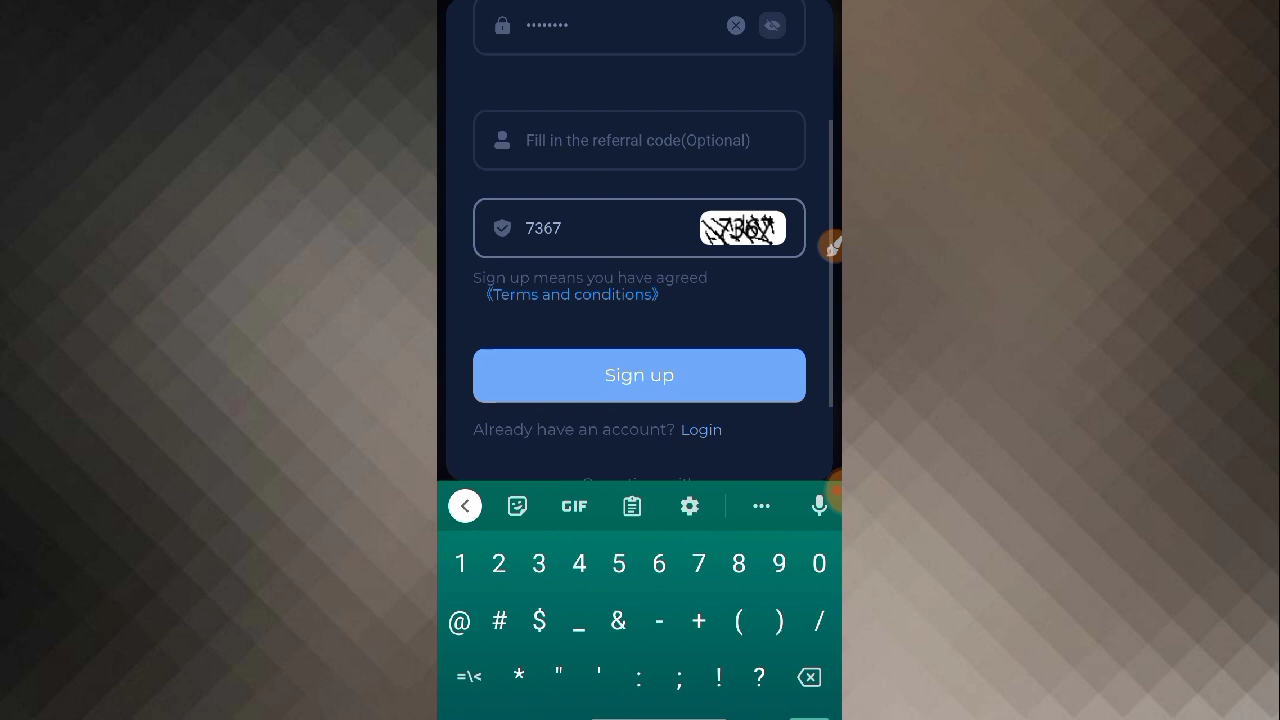 ••••••••
Fill in the referral code(Optional)
7367
7367
Sign up means you have agreed
《Terms and conditions》
Sign up
Already have an account? Login
GIF
1 2 3 4 5 6 7 8 9 0
@ # $ _ & - + ( ) /
=\< * " ' : ; ! ?